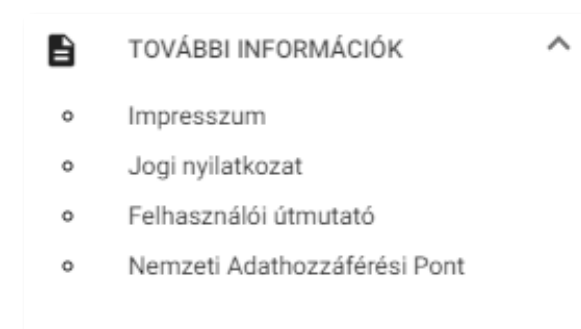 TOVÁBBI INFORMÁCIÓK
Impresszum
Jogi nyilatkozat
Felhasználói útmutató
Nemzeti Adathozzáférési Pont